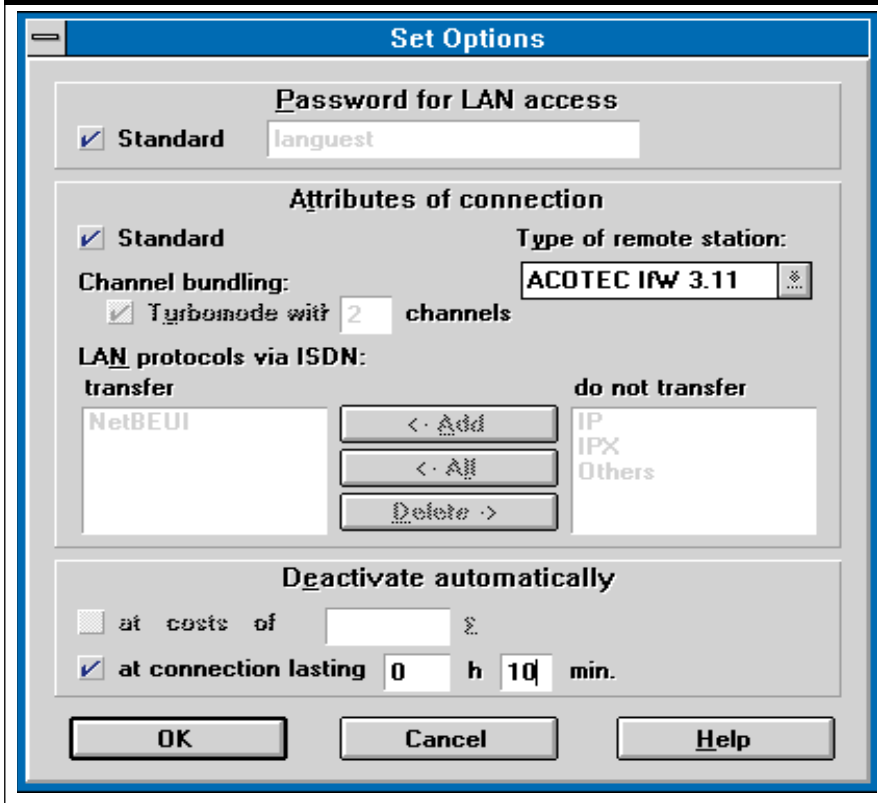 Set Options
Password for LAN access
Standard languest
Attributes of connection
Standard Type of remote station:
Channel bundling: ACOTEC IfW 3.11
Turbomode with 2 channels
LAN protocols via ISDN:
transfer do not transfer
NetBEUI <- Add IP
IPX
<- All Others
Delete ->
Deactivate automatically
at costs of
at connection lasting 0 h 10 min.
OK Cancel Help